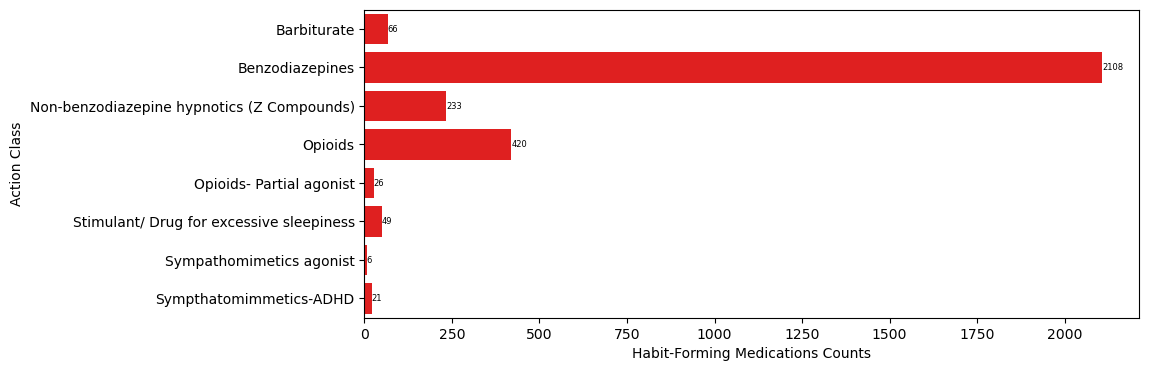 Action Class
Barbiturate 66
Benzodiazepines 2108
Non-benzodiazepine hypnotics (Z Compounds) 233
Opioids 420
Opioids- Partial agonist 26
Stimulant/ Drug for excessive sleepiness 49
Sympathomimetics agonist 6
Sympthatomimmetics-ADHD 21
0 250 500 750 1000 1250 1500 1750 2000
Habit-Forming Medications Counts